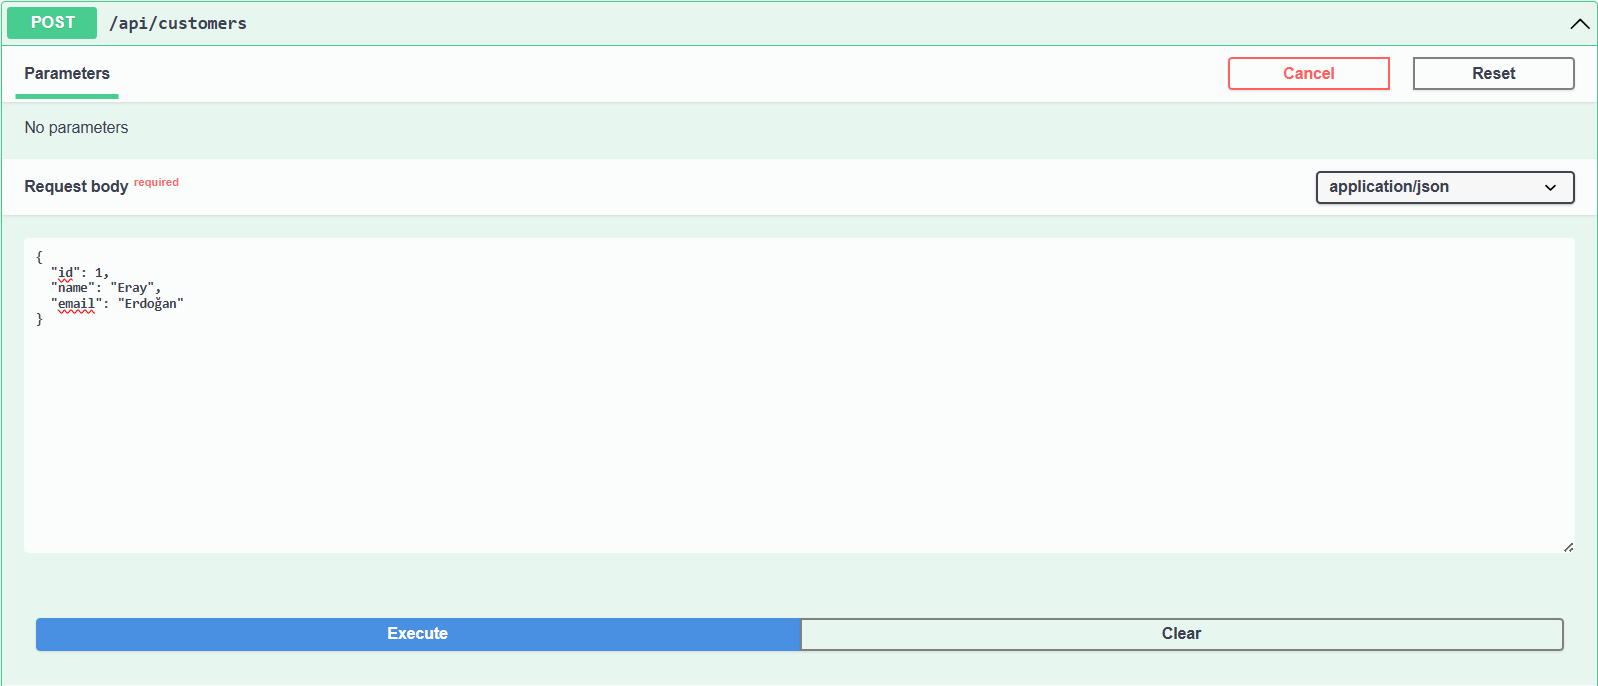 POST /api/customers
Parameters
Cancel
Reset
No parameters
Request body required
application/json
{
  "id": 1,
  "name": "Eray",
  "email": "Erdoğan"
}
Execute
Clear